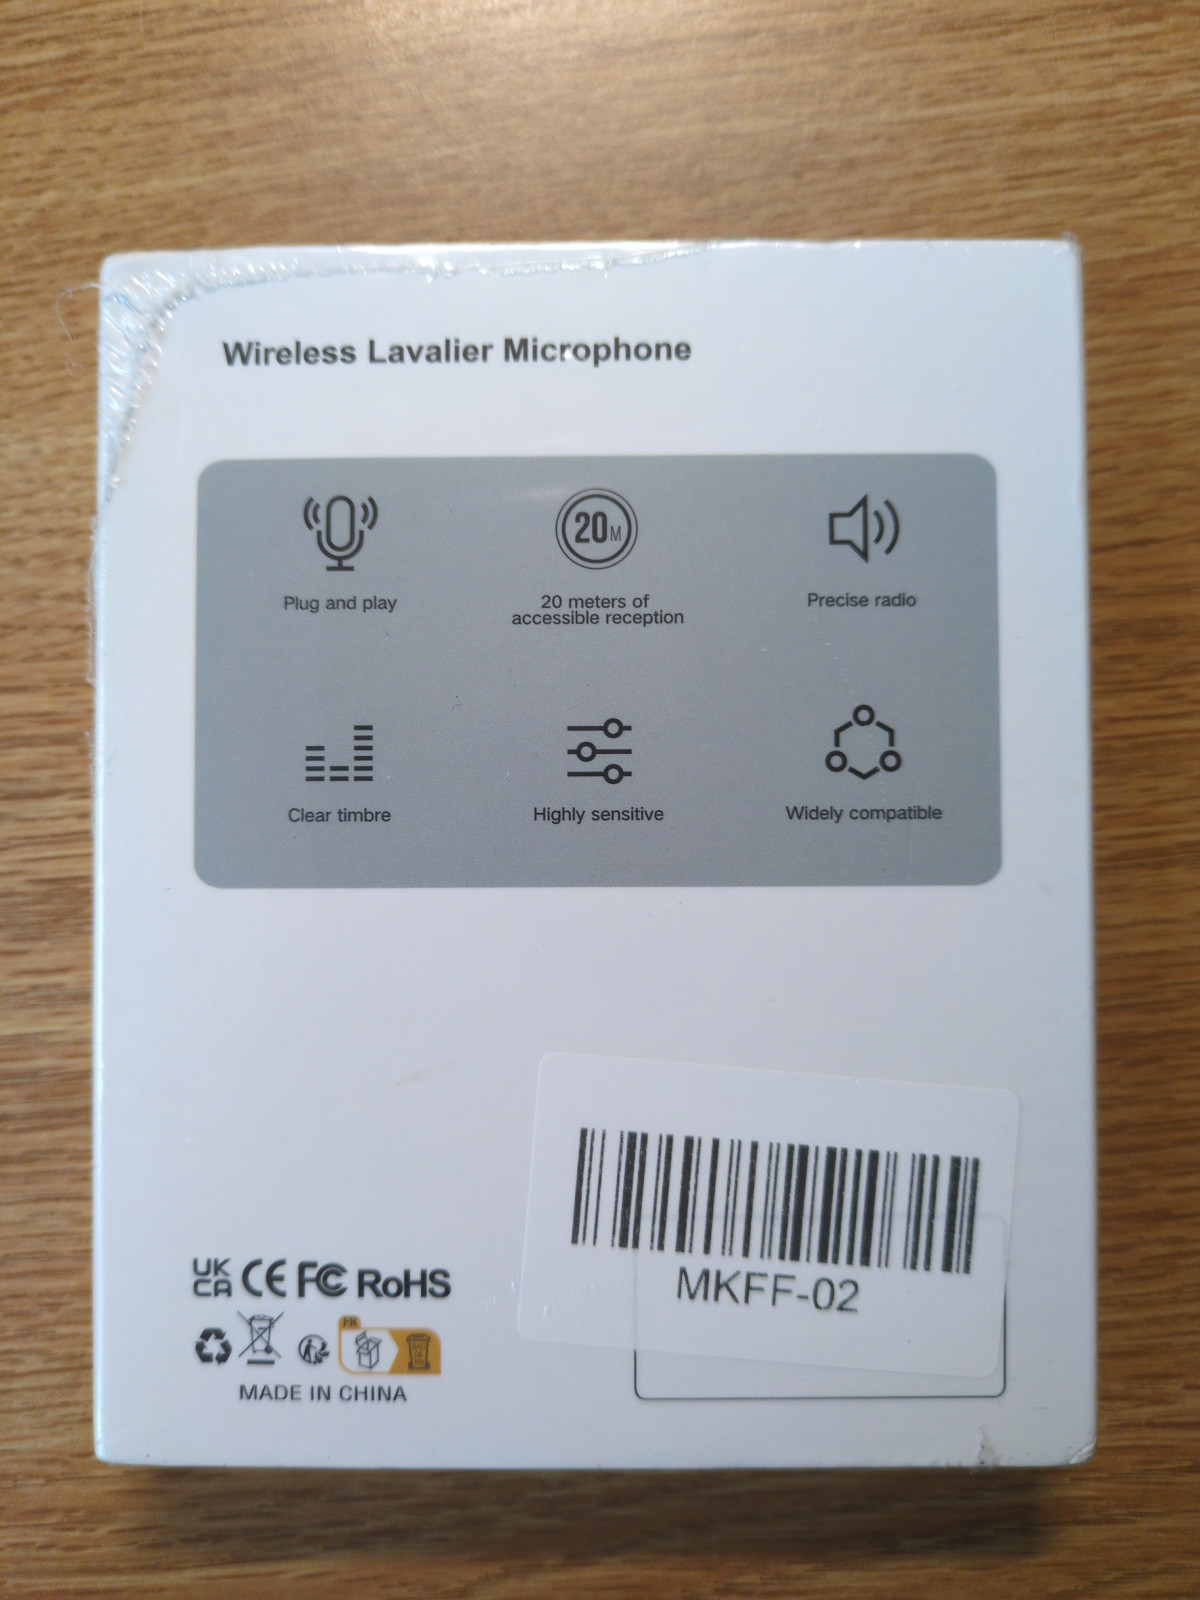 Wireless Lavalier Microphone
20M
Plug and play
20 meters of
accessible reception
Precise radio
Clear timbre
Highly sensitive
Widely compatible
MKFF-02
UK
CA CE FC RoHS
FR
MADE IN CHINA